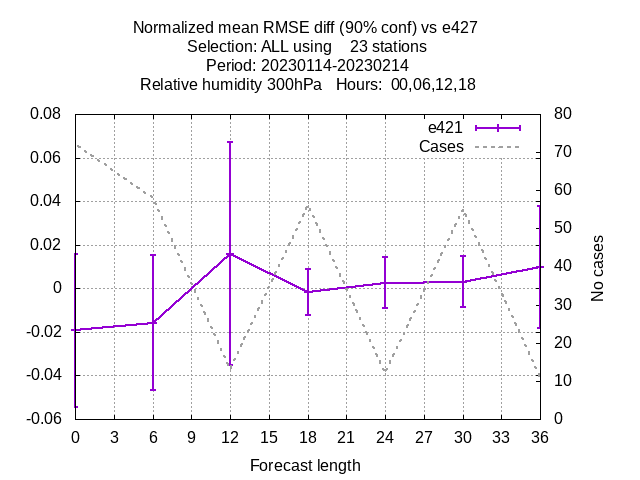 Normalized mean RMSE diff (90% conf) vs e427
Selection: ALL using    23 stations
Period: 20230114-20230214
Relative humidity 300hPa   Hours:  00,06,12,18
e421
Cases
0.08
0.06
0.04
0.02
0
-0.02
-0.04
-0.06
80
70
60
50
40
30
20
10
0
No cases
0 3 6 9 12 15 18 21 24 27 30 33 36
Forecast length